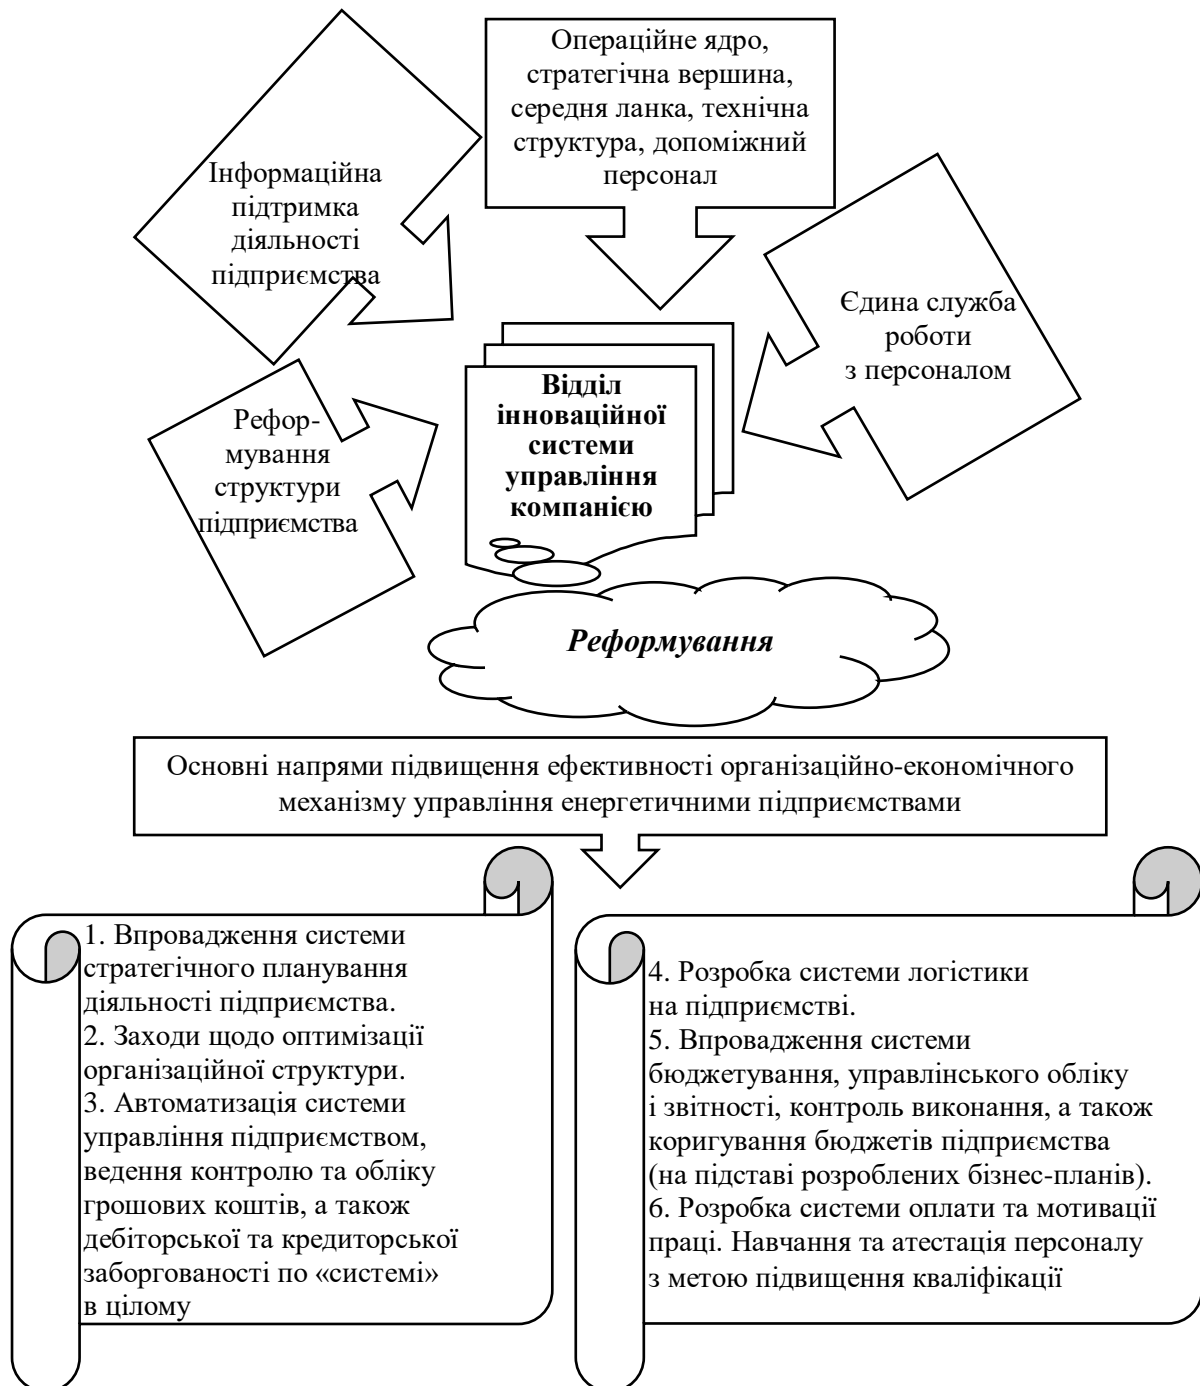 Операційне ядро,
стратегічна вершина,
середня ланка, технічна
структура, допоміжний
персонал
Інформаційна
підтримка
діяльності
підприємства
Єдина служба
роботи
з персоналом
Рефор-
мування
структури
підприємства
Відділ
інноваційної
системи
управління
компанією
Реформування
Основні напрями підвищення ефективності організаційно-економічного
механізму управління енергетичними підприємствами
1. Впровадження системи
стратегічного планування
діяльності підприємства.
2. Заходи щодо оптимізації
організаційної структури.
3. Автоматизація системи
управління підприємством,
ведення контролю та обліку
грошових коштів, а також
дебіторської та кредиторської
заборгованості по «системі»
в цілому
4. Розробка системи логістики
на підприємстві.
5. Впровадження системи
бюджетування, управлінського обліку
і звітності, контроль виконання, а також
коригування бюджетів підприємства
(на підставі розроблених бізнес-планів).
6. Розробка системи оплати та мотивації
праці. Навчання та атестація персоналу
з метою підвищення кваліфікації